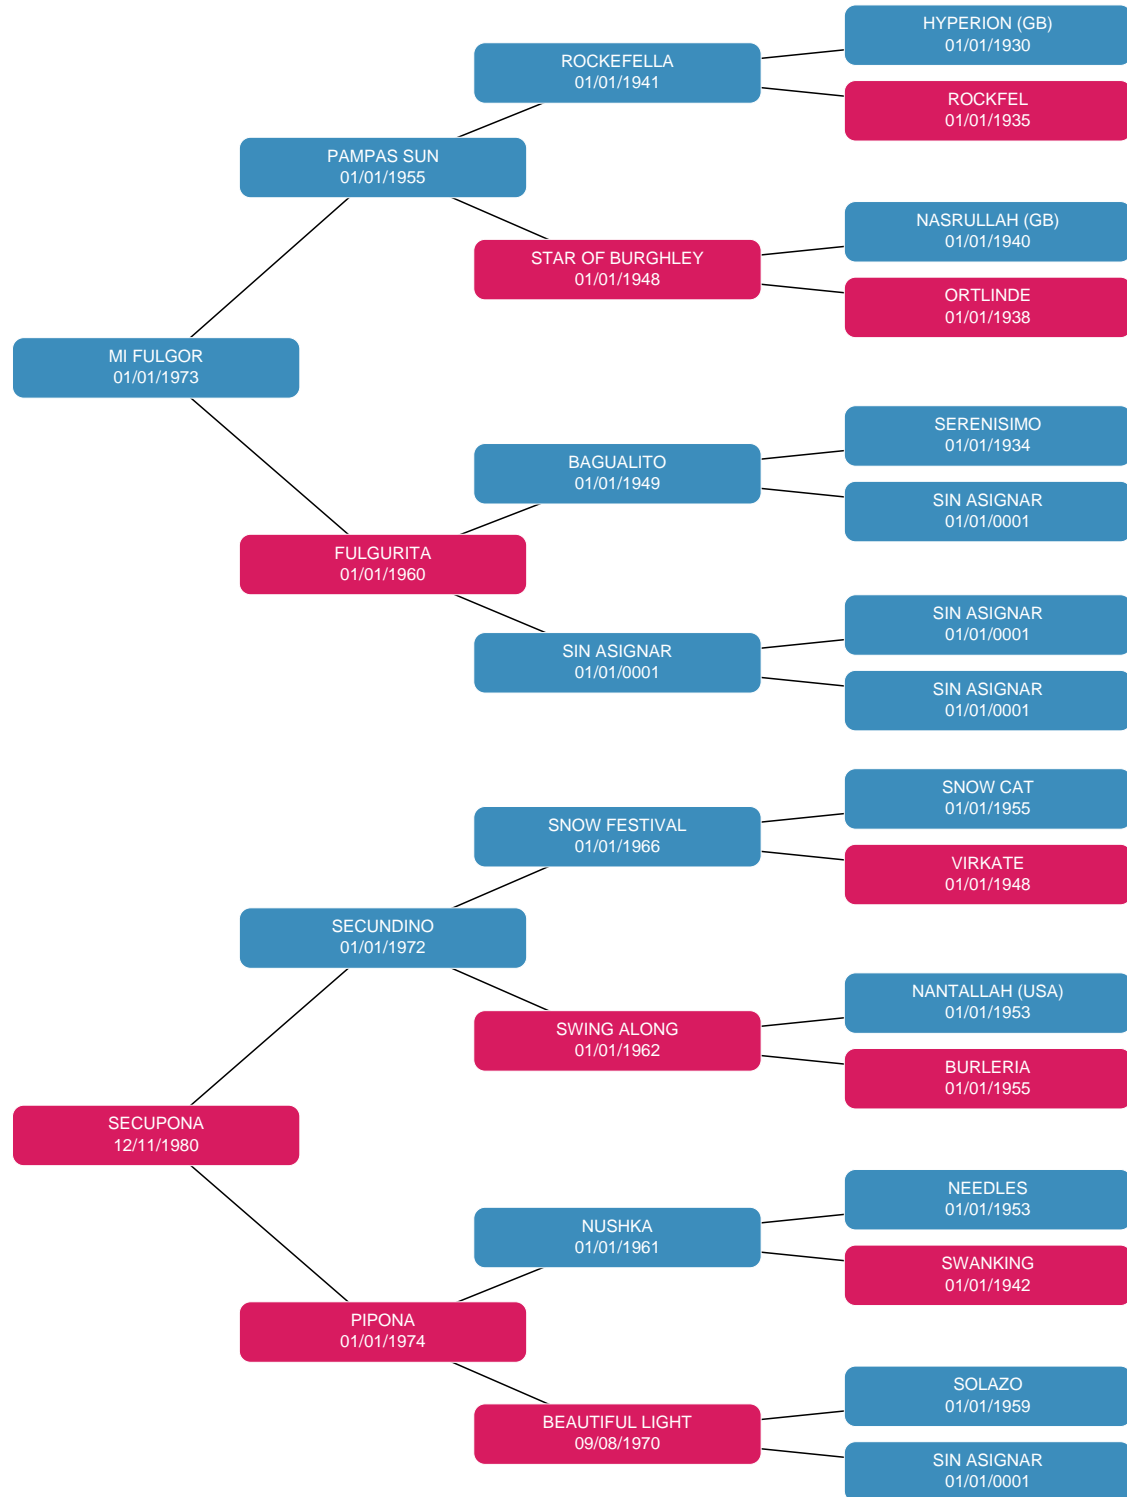 HYPERION (GB)
01/01/1930
ROCKEFELLA
01/01/1941
ROCKFEL
01/01/1935
PAMPAS SUN
01/01/1955
NASRULLAH (GB)
01/01/1940
STAR OF BURGHLEY
01/01/1948
ORTLINDE
01/01/1938
MI FULGOR
01/01/1973
SERENISIMO
01/01/1934
BAGUALITO
01/01/1949
SIN ASIGNAR
01/01/0001
FULGURITA
01/01/1960
SIN ASIGNAR
01/01/0001
SIN ASIGNAR
01/01/0001
SIN ASIGNAR
01/01/0001
SNOW CAT
01/01/1955
SNOW FESTIVAL
01/01/1966
VIRKATE
01/01/1948
SECUNDINO
01/01/1972
NANTALLAH (USA)
01/01/1953
SWING ALONG
01/01/1962
BURLERIA
01/01/1955
SECUPONA
12/11/1980
NEEDLES
01/01/1953
NUSHKA
01/01/1961
SWANKING
01/01/1942
PIPONA
01/01/1974
SOLAZO
01/01/1959
BEAUTIFUL LIGHT
09/08/1970
SIN ASIGNAR
01/01/0001